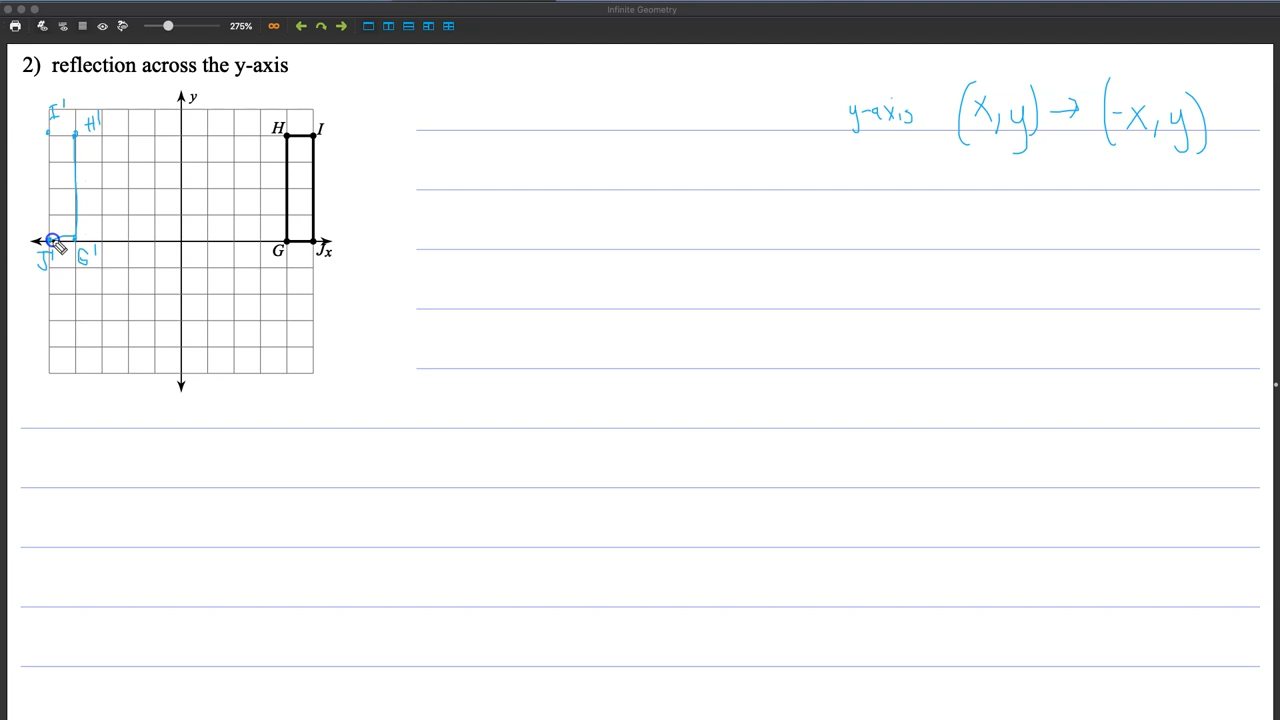 Infinite Geometry
275%
2) reflection across the y-axis
y-axis (x, y) → (-x, y)
y
I'
H'
H
I
G
J
x
J'
G'